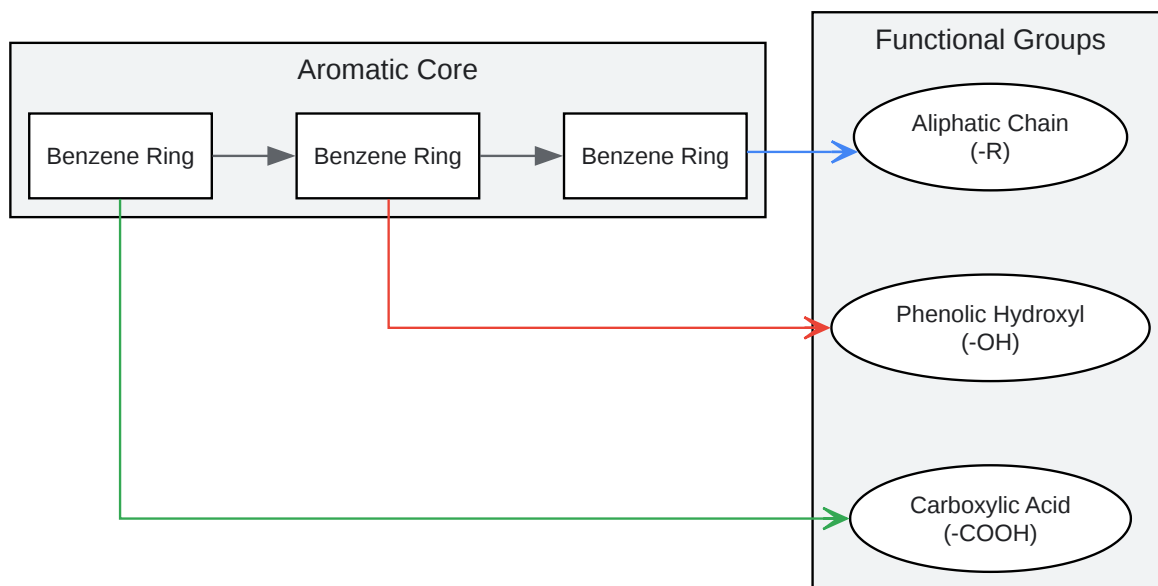 Aromatic Core
Benzene Ring
Benzene Ring
Benzene Ring
Functional Groups
Aliphatic Chain
(-R)
Phenolic Hydroxyl
(-OH)
Carboxylic Acid
(-COOH)